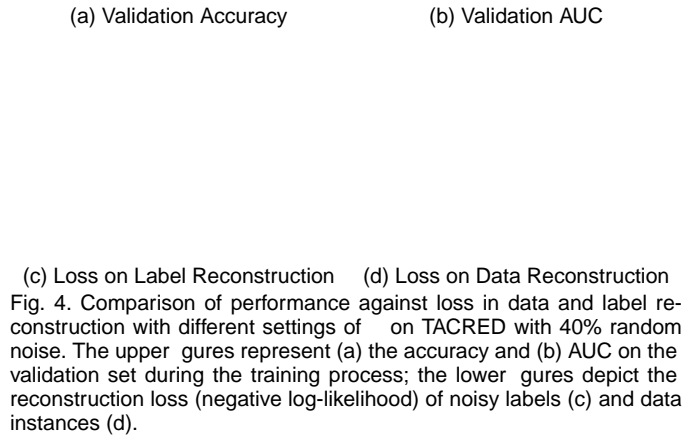 (a) Validation Accuracy (b) Validation AUC
(c) Loss on Label Reconstruction (d) Loss on Data Reconstruction
Fig. 4. Comparison of performance against loss in data and label re-
construction with different settings of on TACRED with 40% random
noise. The upper gures represent (a) the accuracy and (b) AUC on the
validation set during the training process; the lower gures depict the
reconstruction loss (negative log-likelihood) of noisy labels (c) and data
instances (d).